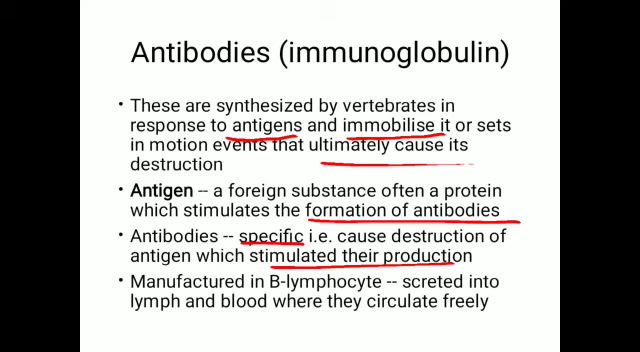 Antibodies (immunoglobulin)
• These are synthesized by vertebrates in
response to antigens and immobilise it or sets
in motion events that ultimately cause its
destruction
• Antigen -- a foreign substance often a protein
which stimulates the formation of antibodies
• Antibodies -- specific i.e. cause destruction of
antigen which stimulated their production
• Manufactured in B-lymphocyte -- screted into
lymph and blood where they circulate freely